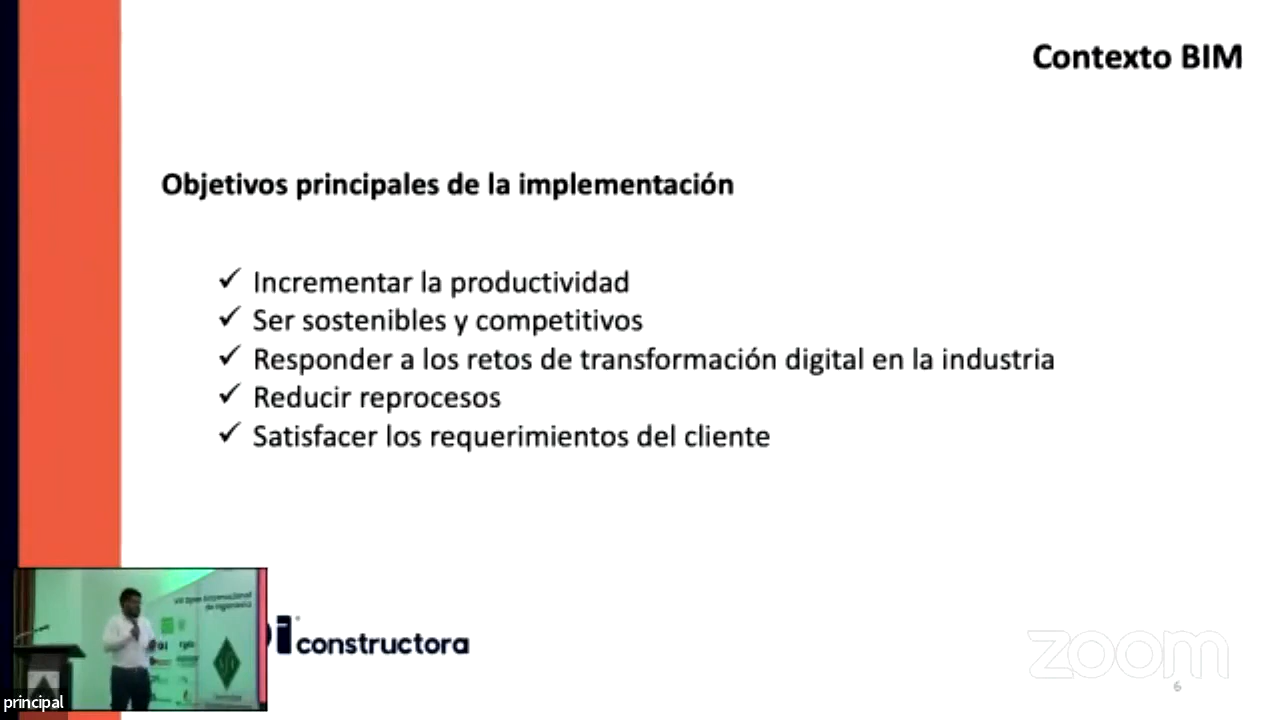 Contexto BIM
Objetivos principales de la implementación
✓ Incrementar la productividad
✓ Ser sostenibles y competitivos
✓ Responder a los retos de transformación digital en la industria
✓ Reducir reprocesos
✓ Satisfacer los requerimientos del cliente
constructora
zoom
6
principal